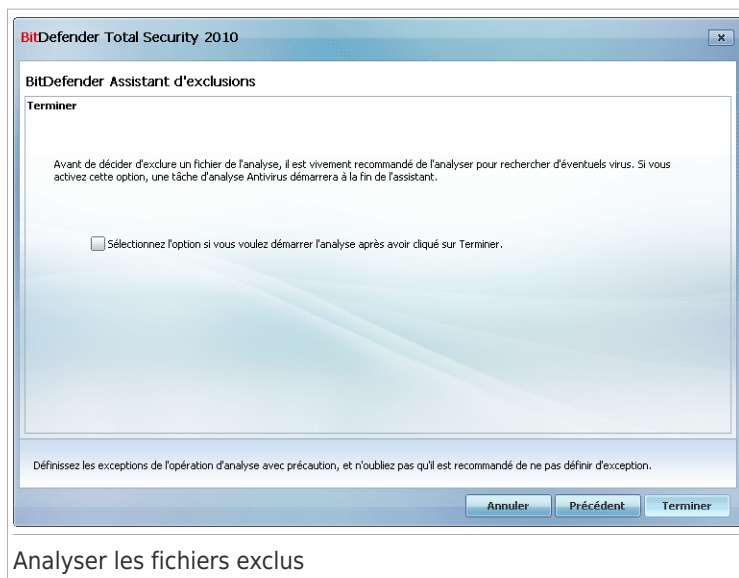 BitDefender Total Security 2010
x
BitDefender Assistant d'exclusions
Terminer
Avant de décider d'exclure un fichier de l'analyse, il est vivement recommandé de l'analyser pour rechercher d'éventuels virus. Si vous
activez cette option, une tâche d'analyse Antivirus démarrera à la fin de l'assistant.
Sélectionnez l'option si vous voulez démarrer l'analyse après avoir cliqué sur Terminer.
Définissez les exceptions de l'opération d'analyse avec précaution, et n'oubliez pas qu'il est recommandé de ne pas définir d'exception.
Annuler Précédent Terminer
Analyser les fichiers exclus